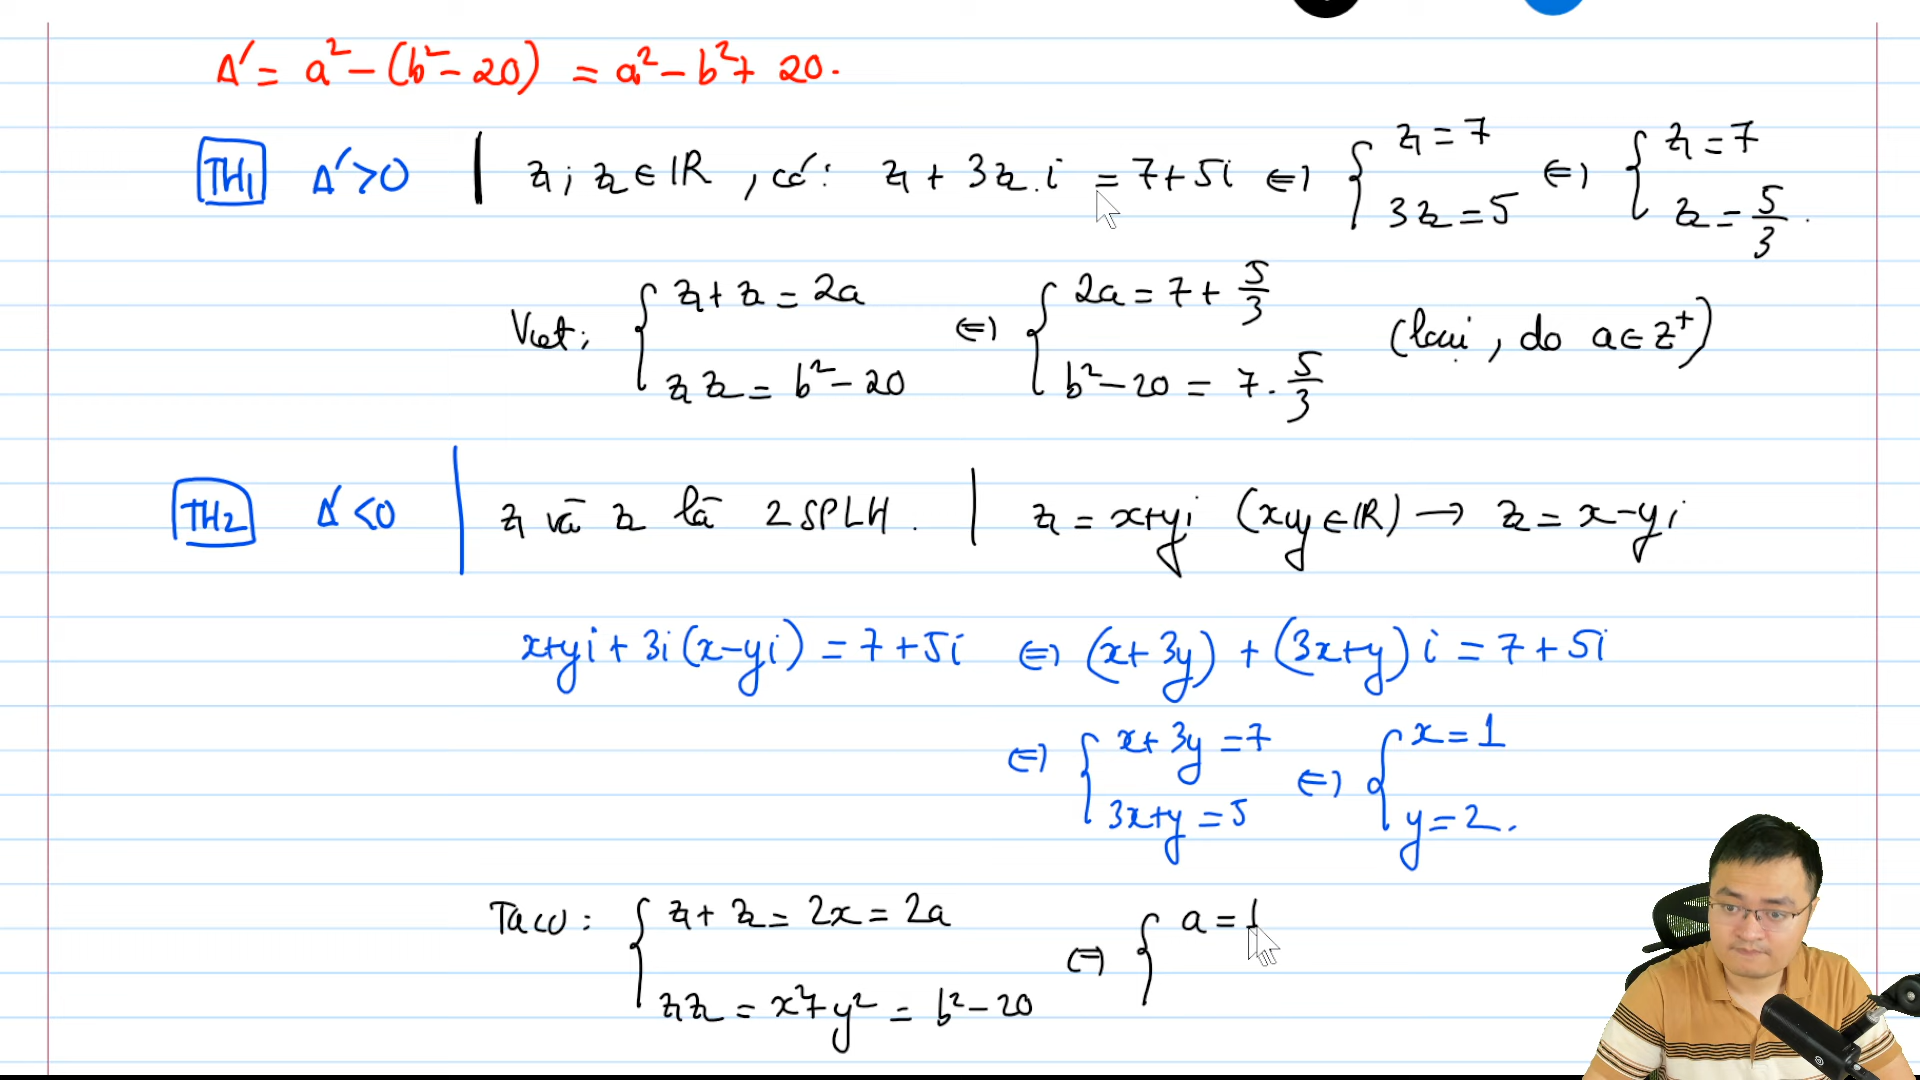 Δ' = a² - (b² - 20) = a² - b² + 20.
TH1 Δ' > 0 | z₁ ; z₂ ∈ IR , có : z₁ + 3z₂.i = 7 + 5i ⇔ { z₁ = 7 ; 3z₂ = 5 ⇔ { z₁ = 7 ; z₂ = 5/3 .
Viet: { z₁ + z₂ = 2a ; z₁z₂ = b² - 20 ⇔ { 2a = 7 + 5/3 ; b² - 20 = 7 . 5/3 (loại , do a ∈ Z⁺)
TH2 Δ' < 0 | z₁ và z₂ là 2 SPLH . | z₁ = x + yi (x,y ∈ IR) → z₂ = x - yi
x + yi + 3i(x - yi) = 7 + 5i ⇔ (x + 3y) + (3x + y) i = 7 + 5i
⇔ { x + 3y = 7 ; 3x + y = 5 ⇔ { x = 1 ; y = 2 .
Ta có : { z₁ + z₂ = 2x = 2a ; z₁z₂ = x² + y² = b² - 20 ⇔ { a = 1